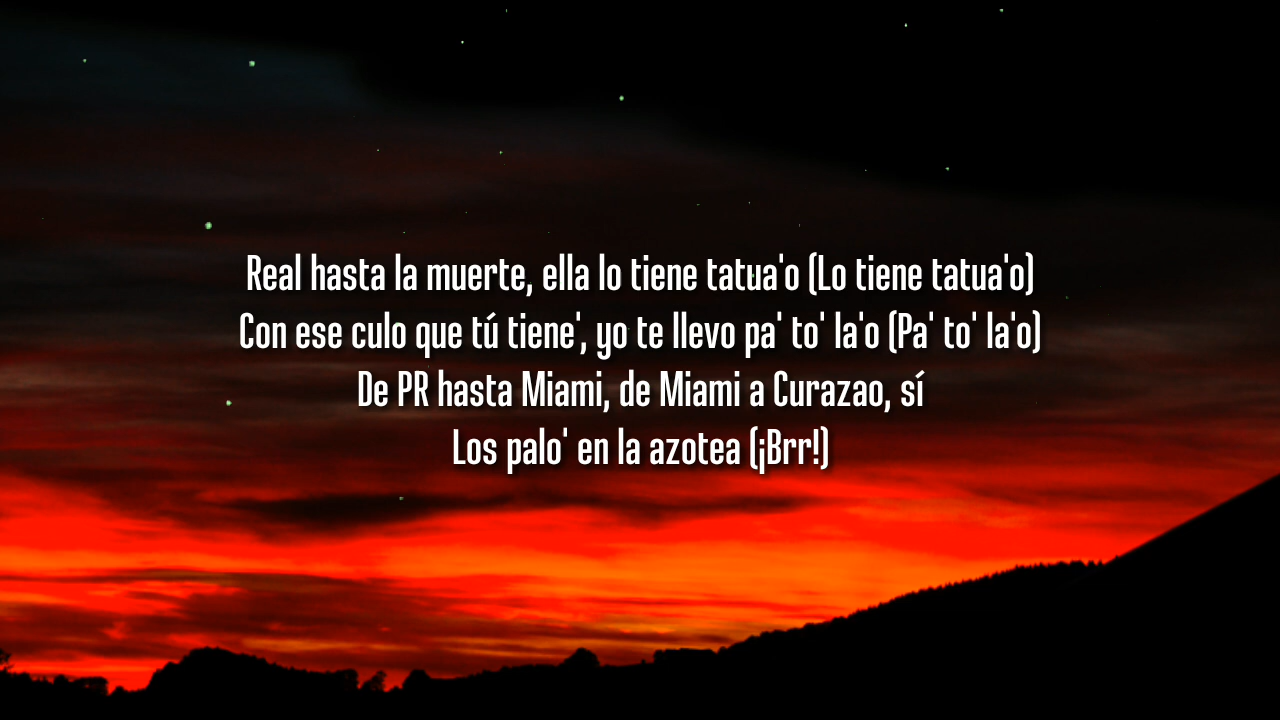 Real hasta la muerte, ella lo tiene tatua'o (Lo tiene tatua'o)
Con ese culo que tú tiene', yo te llevo pa' to' la'o (Pa' to' la'o)
De PR hasta Miami, de Miami a Curazao, sí
Los palo' en la azotea (¡Brr!)